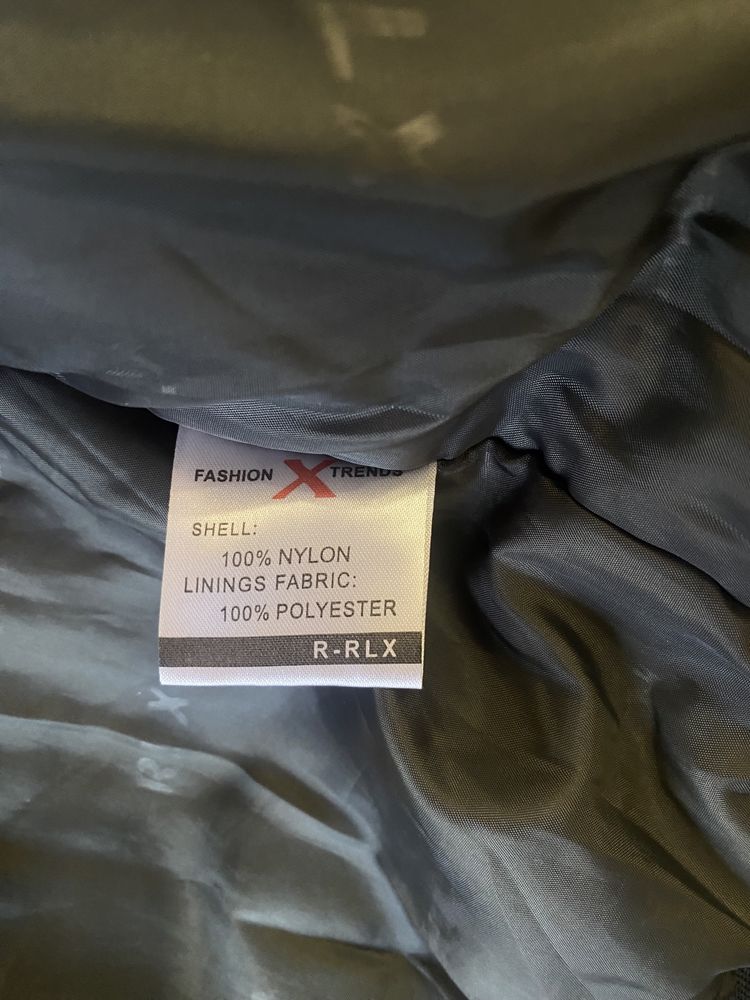 FASHION X TRENDS
SHELL:
100% NYLON
LININGS FABRIC:
100% POLYESTER
R-RLX